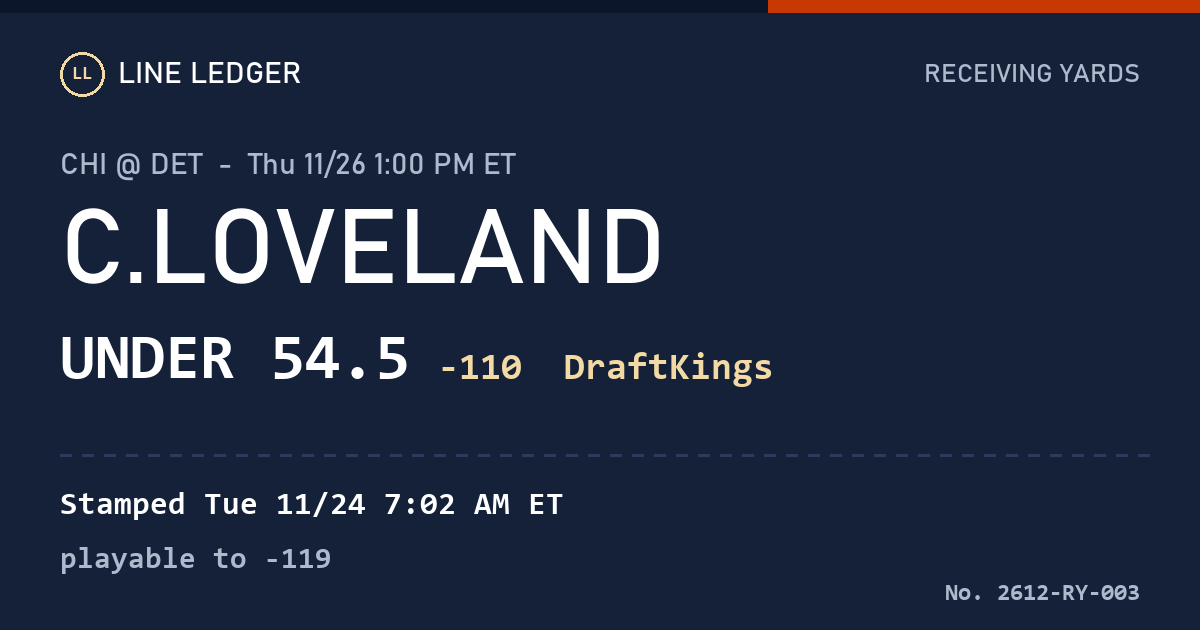 LL LINE LEDGER
RECEIVING YARDS
CHI @ DET - Thu 11/26 1:00 PM ET
C.LOVELAND
UNDER 54.5 -110 DraftKings
Stamped Tue 11/24 7:02 AM ET
playable to -119
No. 2612-RY-003